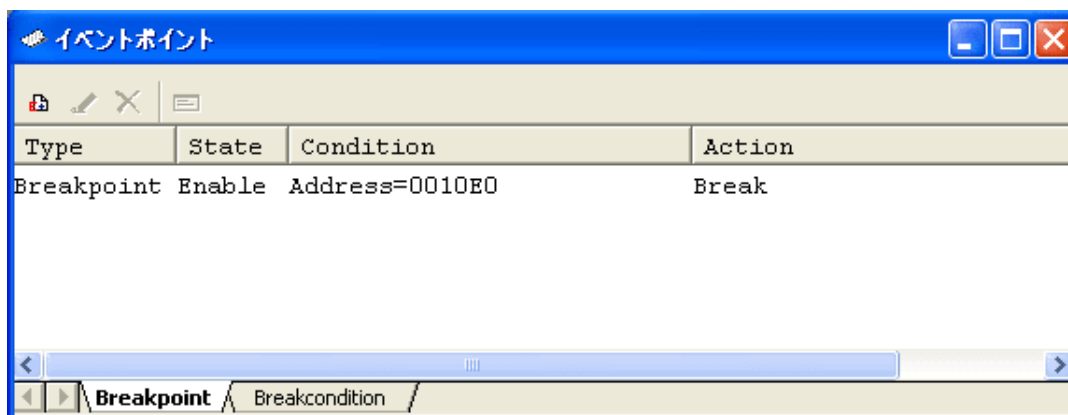 イベントポイント
Type State Condition Action
Breakpoint Enable Address=0010E0 Break
Breakpoint Breakcondition